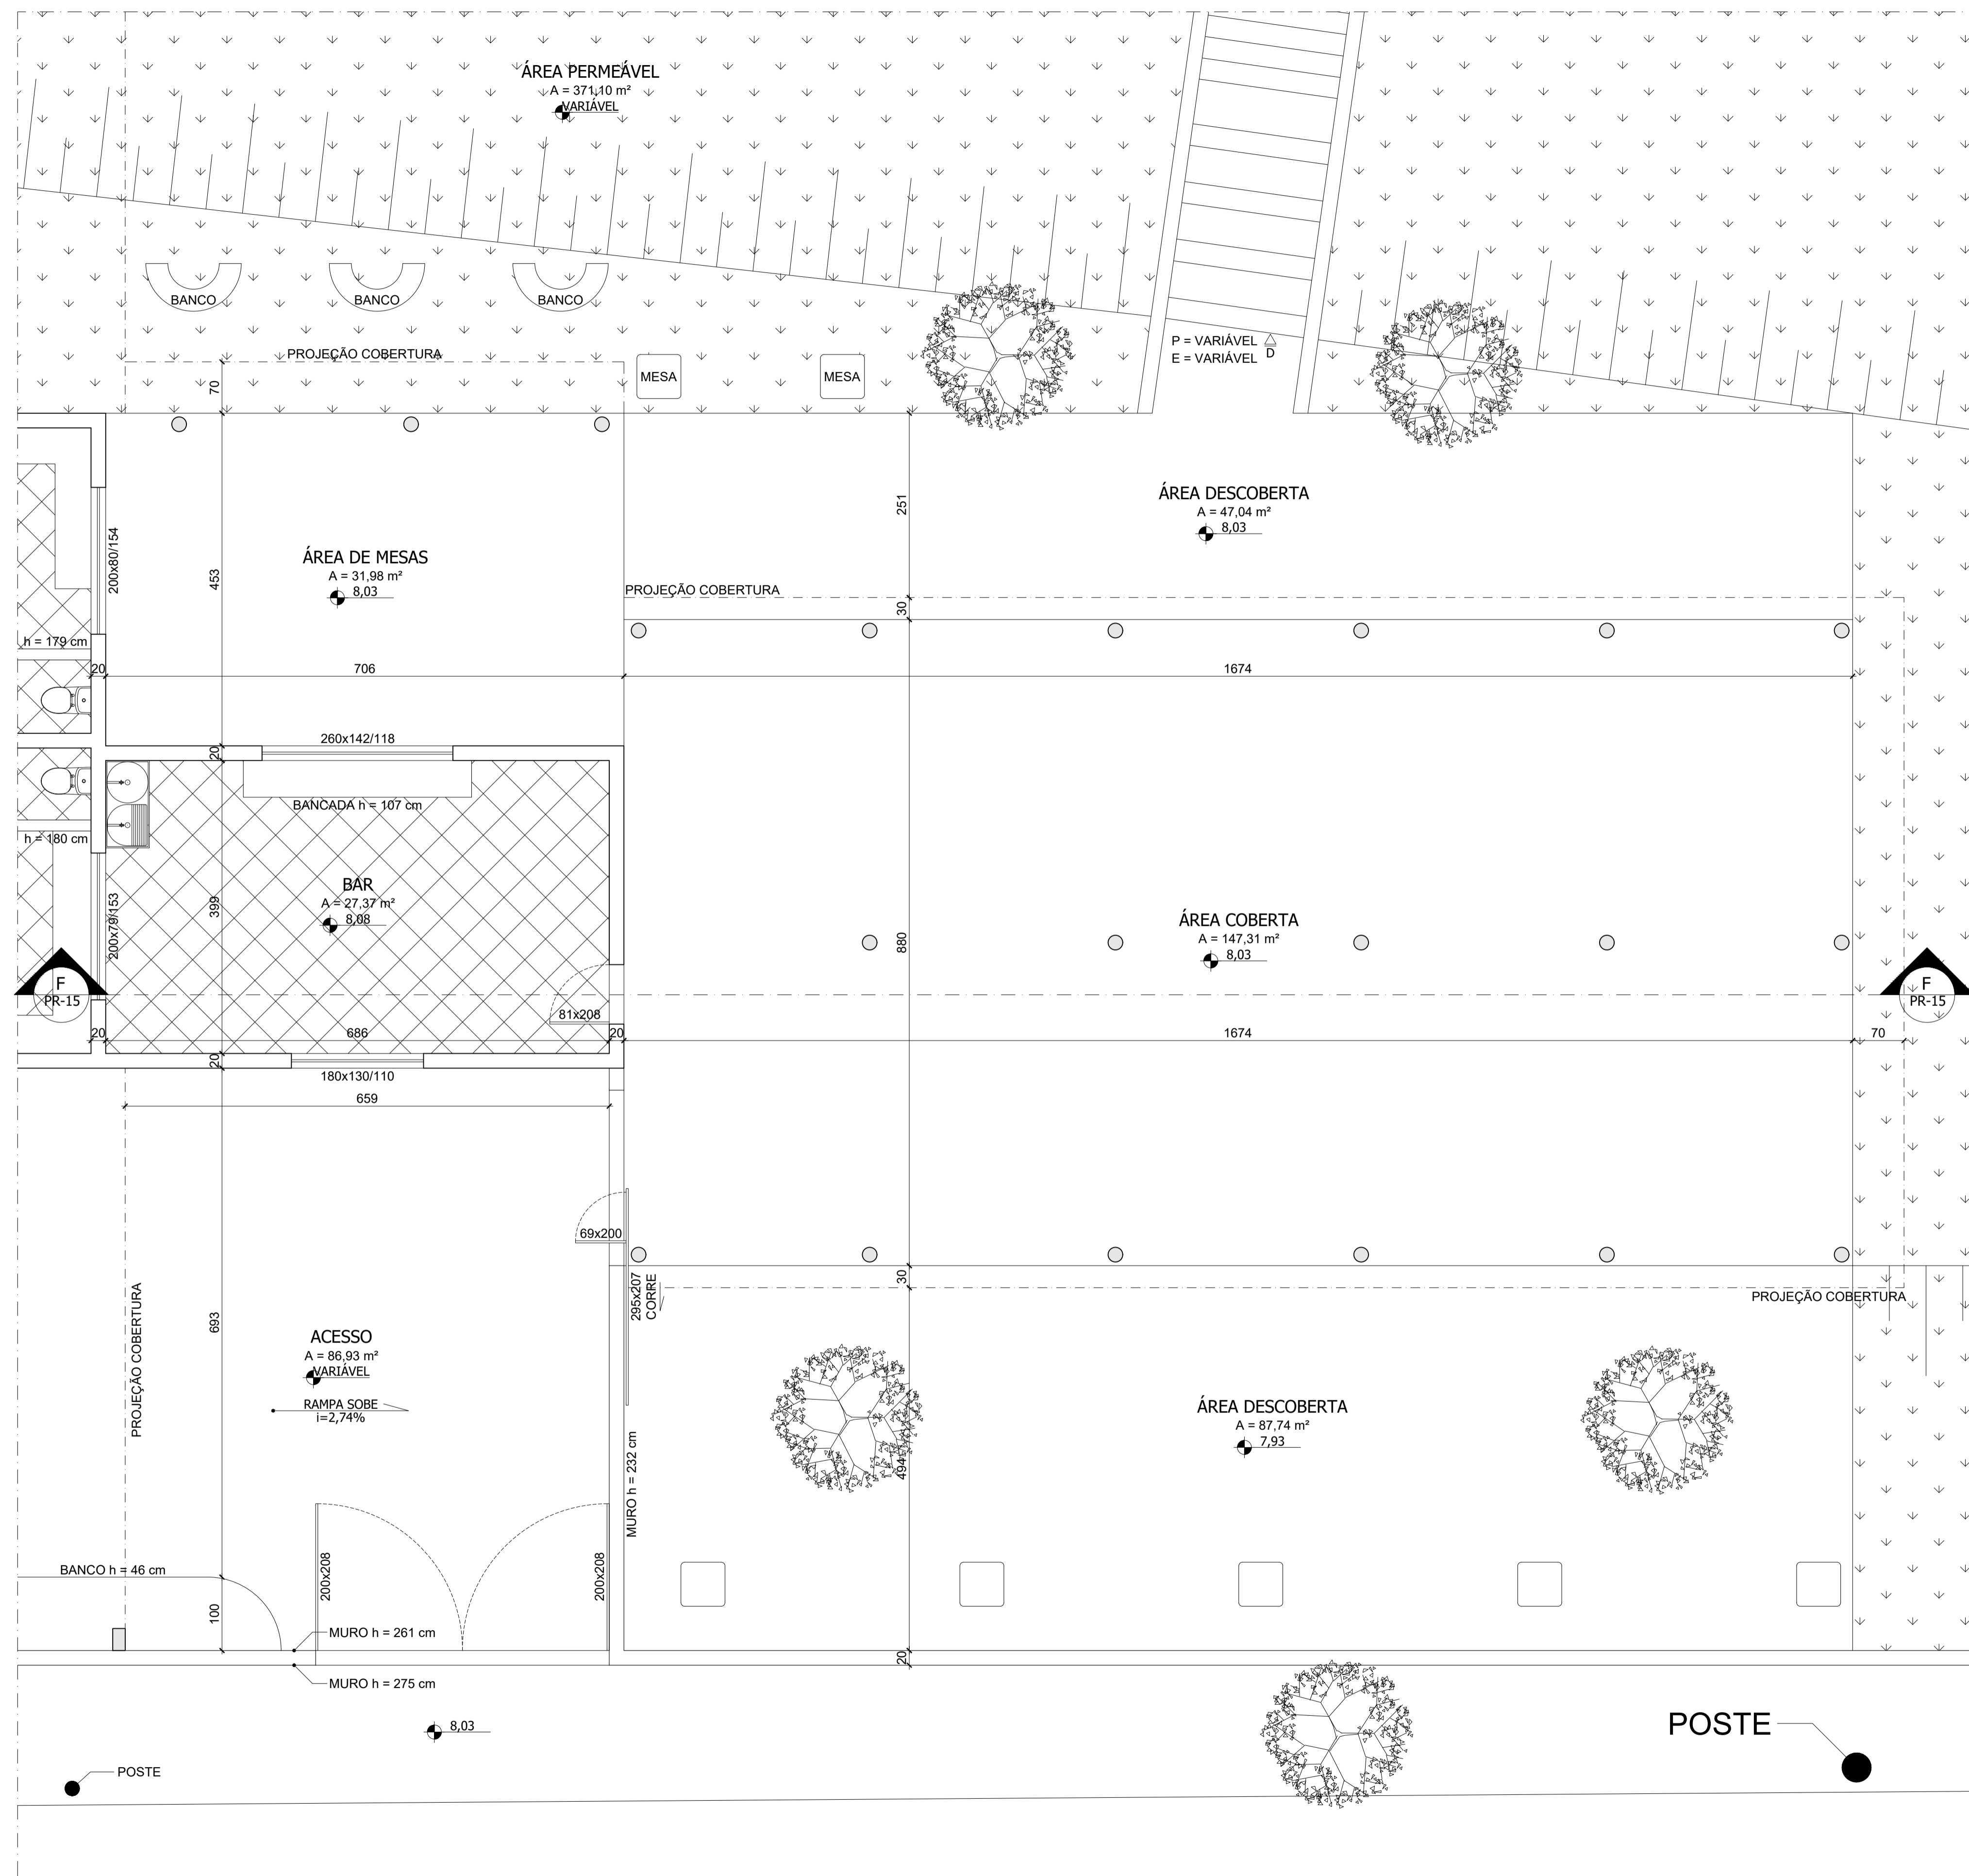 ÁREA PERMEÁVEL
A = 371,10 m²
VARIÁVEL
BANCO
BANCO
BANCO
PROJEÇÃO COBERTURA
MESA
MESA
P = VARIÁVEL
E = VARIÁVEL
D
70
251
ÁREA DESCOBERTA
A = 47,04 m²
8,03
200x80/154
453
ÁREA DE MESAS
A = 31,98 m²
8,03
PROJEÇÃO COBERTURA
30
h = 179 cm
20
706
1674
260x142/118
20
BANCADA h = 107 cm
h = 180 cm
BAR
A = 27,37 m²
8,08
399
200x79/153
880
ÁREA COBERTA
A = 147,31 m²
8,03
F
PR-15
F
PR-15
81x208
20
686
20
1674
70
20
180x130/110
659
69x200
295x207
CORRE
30
PROJEÇÃO COBERTURA
PROJEÇÃO COBERTURA
693
ACESSO
A = 86,93 m²
VARIÁVEL
RAMPA SOBE
i=2,74%
ÁREA DESCOBERTA
A = 87,74 m²
7,93
494
MURO h = 232 cm
BANCO h = 46 cm
200x208
200x208
100
MURO h = 261 cm
20
MURO h = 275 cm
8,03
POSTE
POSTE